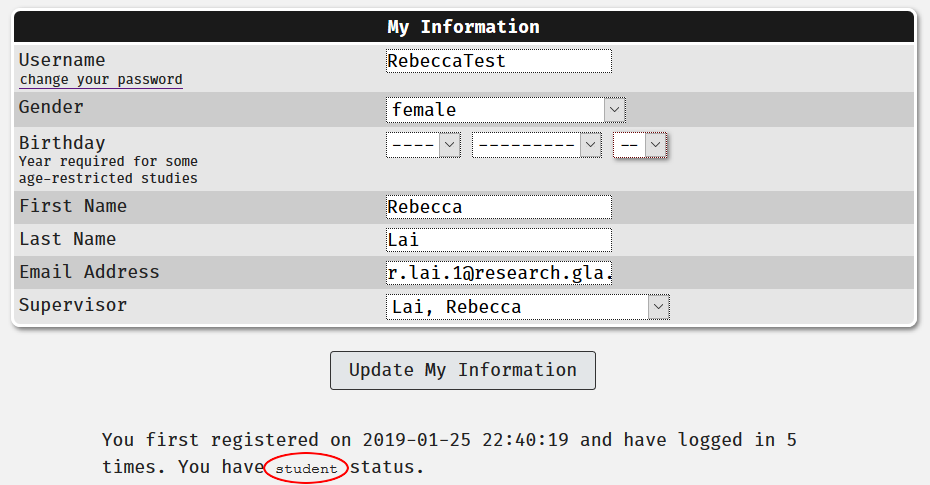 My Information
Username RebeccaTest
change your password
Gender female
Birthday ---- --------- --
Year required for some
age-restricted studies
First Name Rebecca
Last Name Lai
Email Address r.lai.1@research.gla.
Supervisor Lai, Rebecca
Update My Information
You first registered on 2019-01-25 22:40:19 and have logged in 5
times. You have student status.